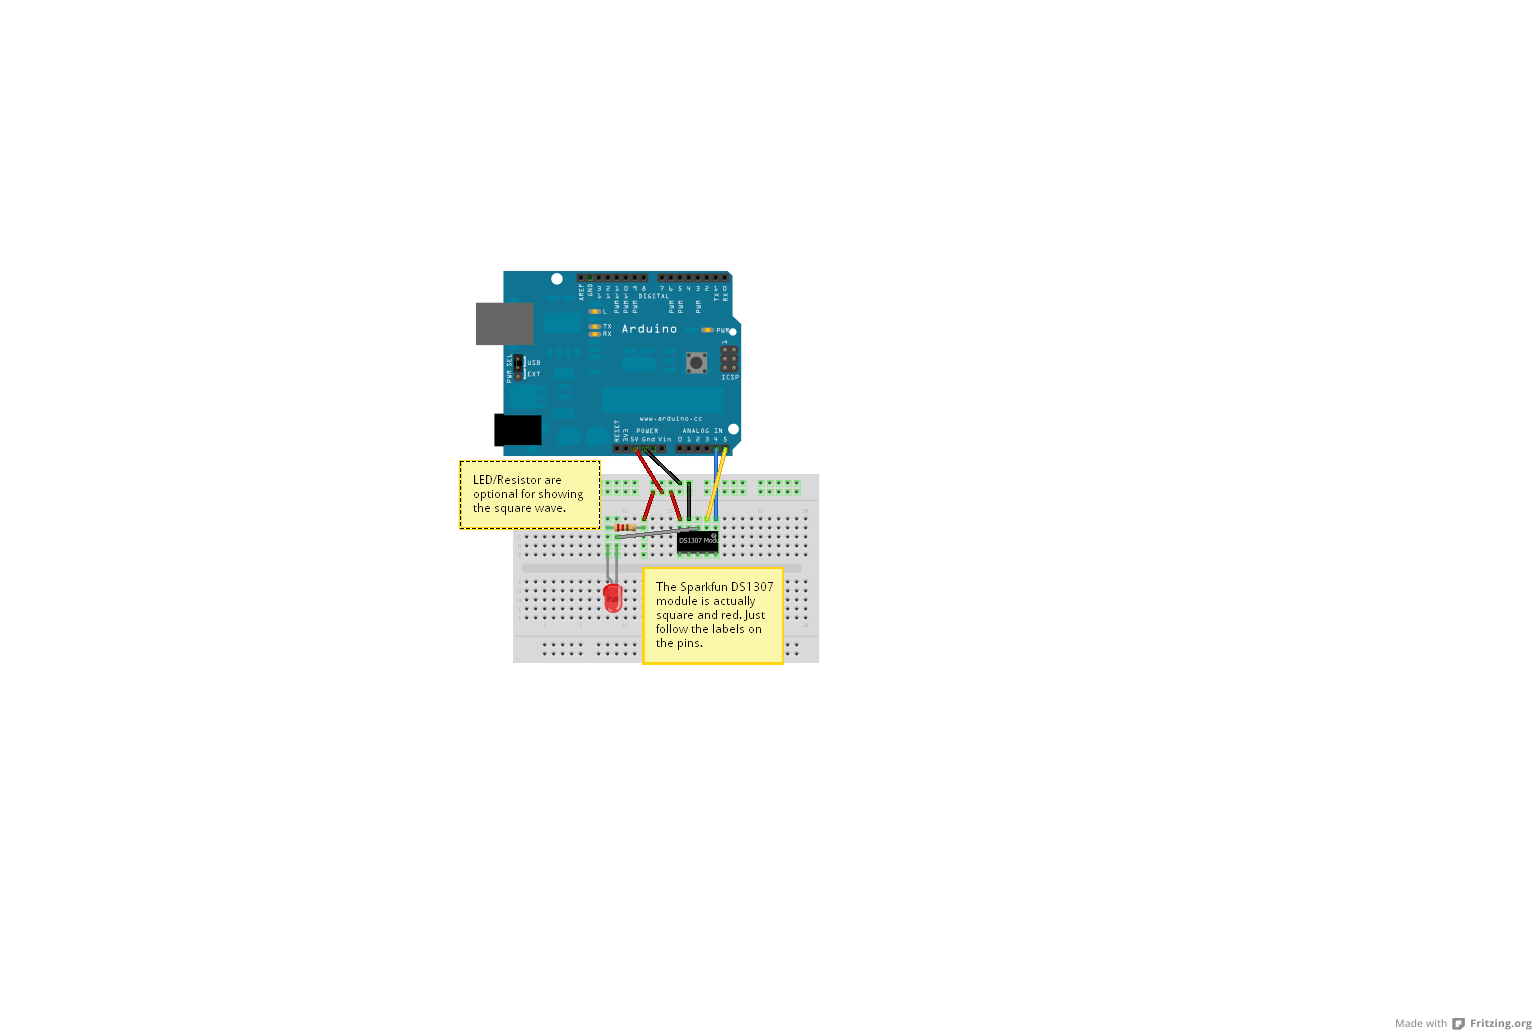 AREF
GND
13
12
11
10
9
8
7
6
5
4
3
2
TX 1
RX 0
DIGITAL
PWM
PWM
PWM
PWM
PWM
PWM
L
TX
RX
Arduino
PWR
1
PWR SEL
USB
EXT
ICSP
www.arduino.cc
POWER
ANALOG IN
RESET
3V3
5V Gnd Vin
0 1 2 3 4 5
LED/Resistor are
optional for showing
the square wave.
DS1307
The Sparkfun DS1307
module is actually
square and red. Just
follow the labels on
the pins.
Made with Fritzing.org